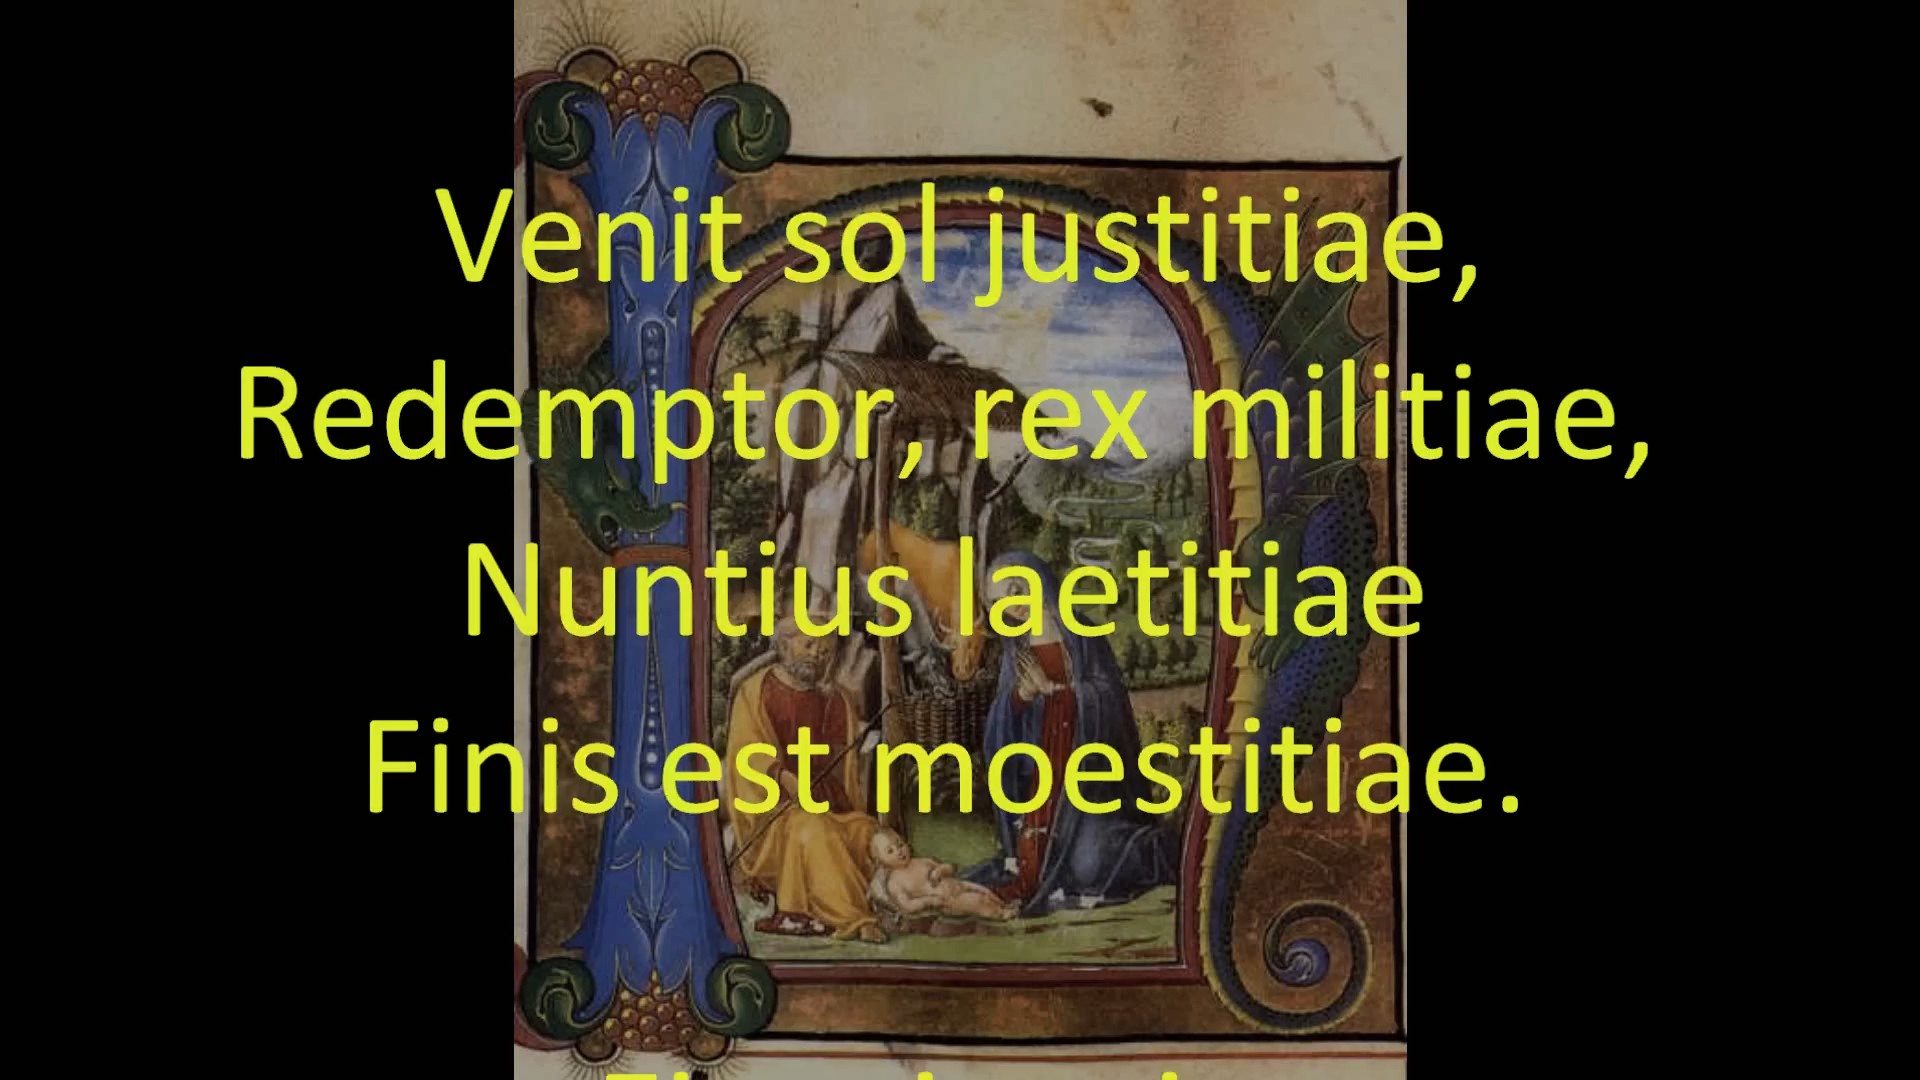 Venit sol justitiae,
Redemptor, rex militiae,
Nuntius laetitiae
Finis est moestitiae.